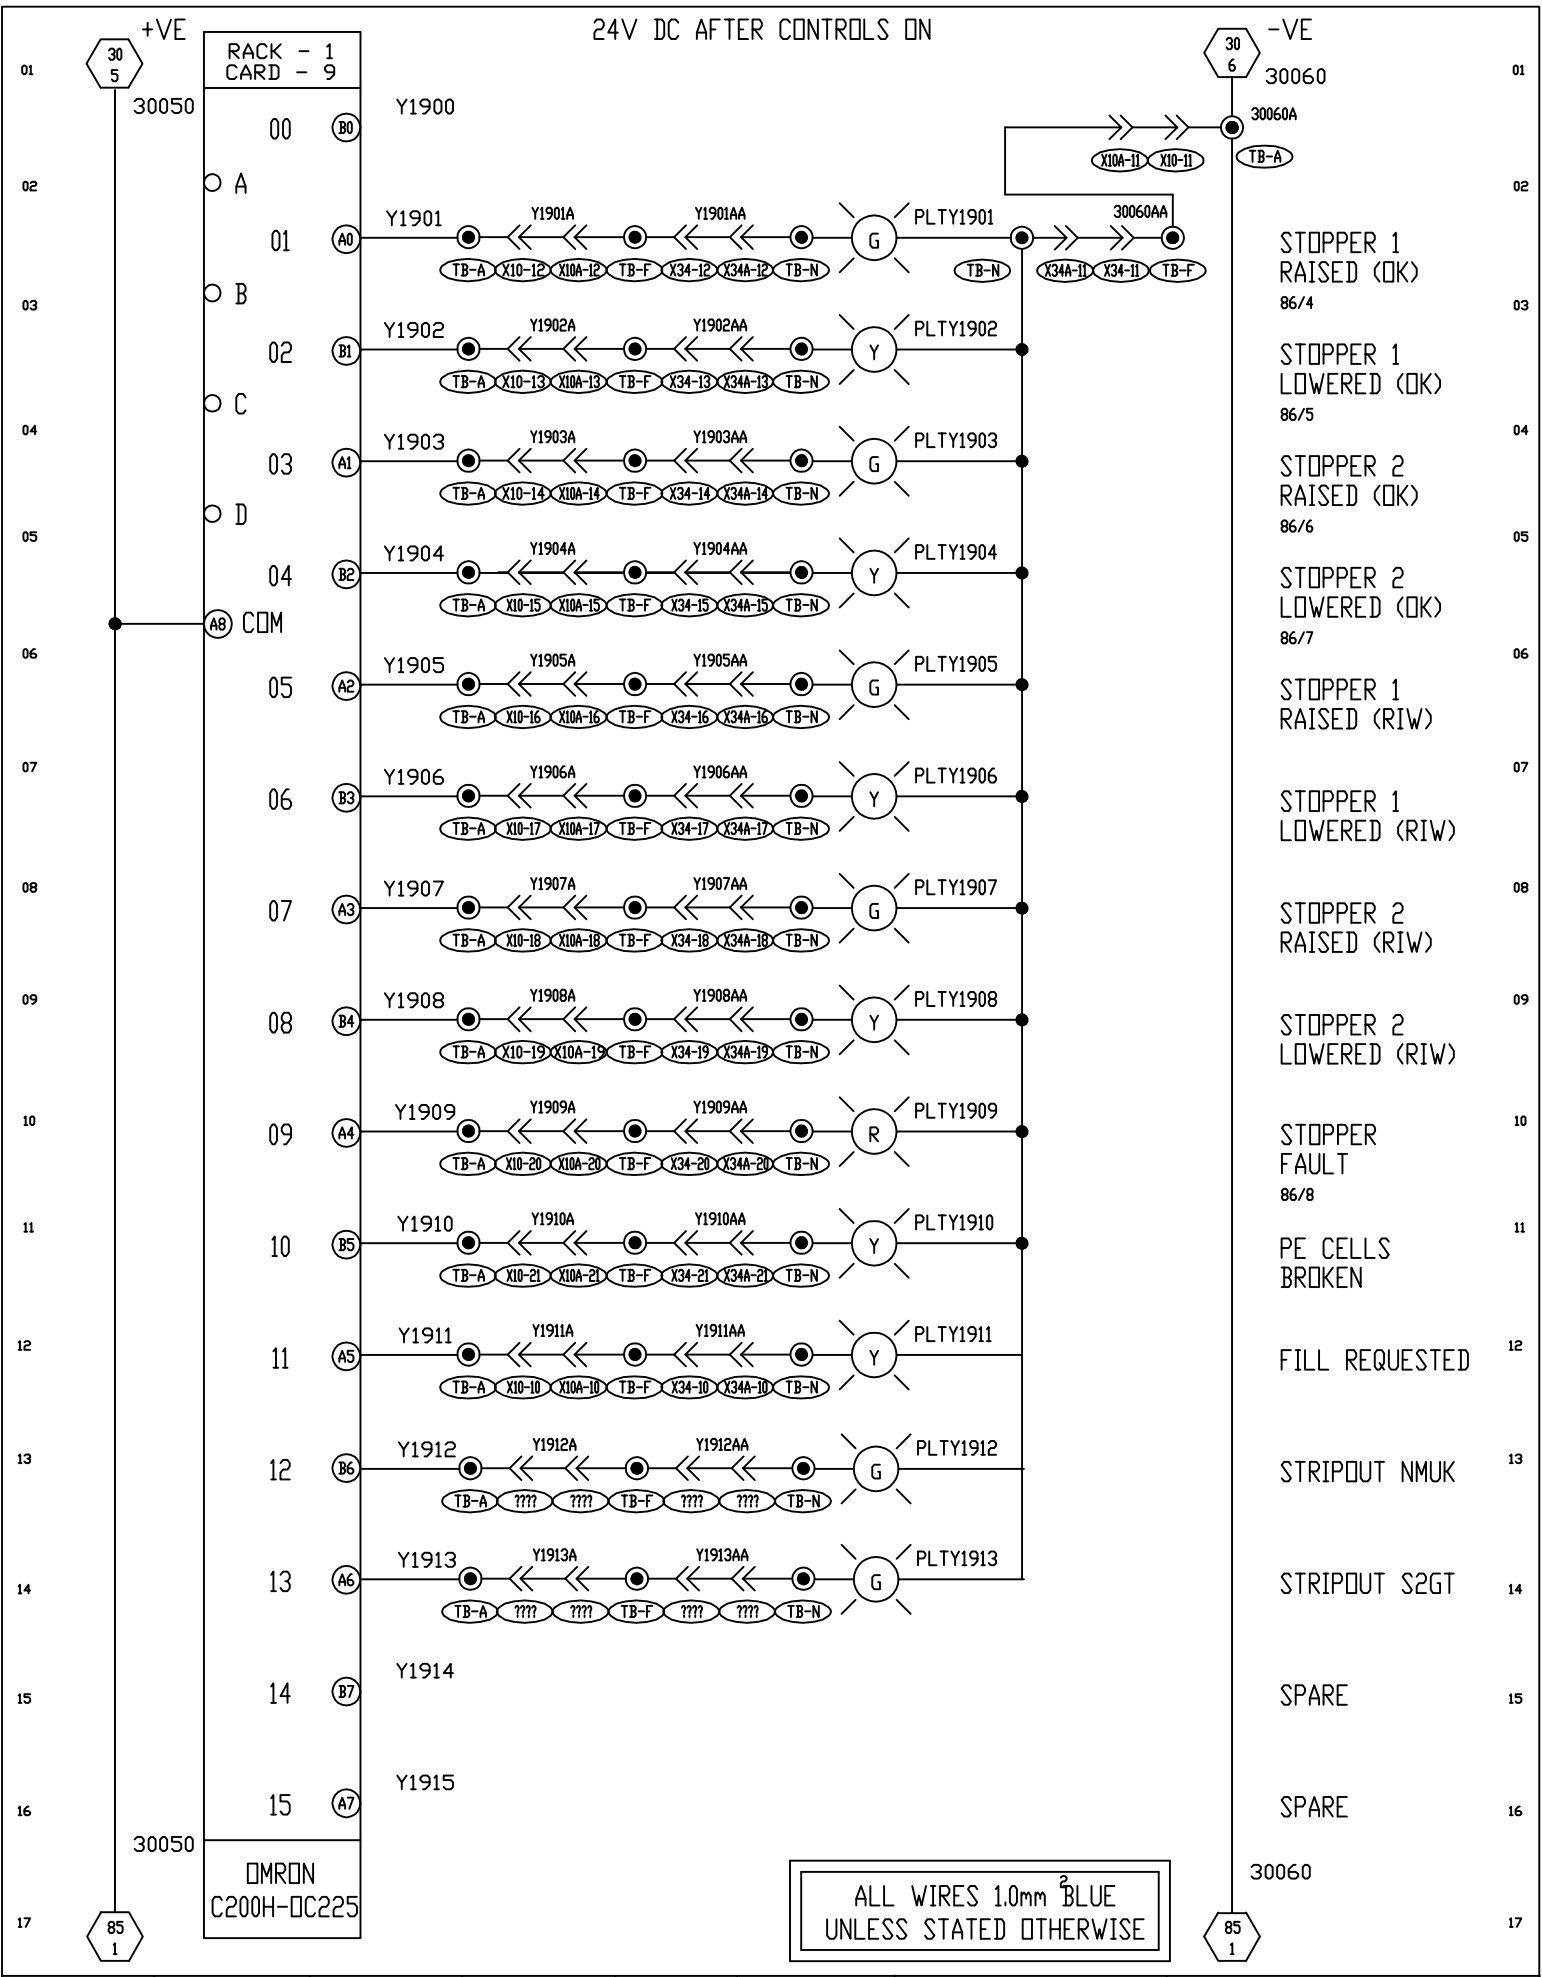 +VE
24V DC AFTER CONTROLS ON
-VE
30
5
RACK - 1
CARD - 9
30
6
01
01
30060
30050
Y1900
30060A
00 B0
X10A-11 X10-11 TB-A
A
02
02
Y1901 Y1901A Y1901AA PLTY1901 30060AA
01 A0 G
STOPPER 1
RAISED (OK)
86/4
TB-A X10-12 X10A-12 TB-F X34-12 X34A-12 TB-N TB-N X34A-11 X34-11 TB-F
B
03
03
Y1902 Y1902A Y1902AA PLTY1902
02 B1 Y
STOPPER 1
LOWERED (OK)
86/5
TB-A X10-13 X10A-13 TB-F X34-13 X34A-13 TB-N
C
04
04
Y1903 Y1903A Y1903AA PLTY1903
03 A1 G
STOPPER 2
RAISED (OK)
86/6
TB-A X10-14 X10A-14 TB-F X34-14 X34A-14 TB-N
D
05
05
Y1904 Y1904A Y1904AA PLTY1904
04 B2 Y
STOPPER 2
LOWERED (OK)
86/7
TB-A X10-15 X10A-15 TB-F X34-15 X34A-15 TB-N
A8 COM
06
06
Y1905 Y1905A Y1905AA PLTY1905
05 A2 G
STOPPER 1
RAISED (RIW)
TB-A X10-16 X10A-16 TB-F X34-16 X34A-16 TB-N
07
07
Y1906 Y1906A Y1906AA PLTY1906
06 B3 Y
STOPPER 1
LOWERED (RIW)
TB-A X10-17 X10A-17 TB-F X34-17 X34A-17 TB-N
08
08
Y1907 Y1907A Y1907AA PLTY1907
07 A3 G
STOPPER 2
RAISED (RIW)
TB-A X10-18 X10A-18 TB-F X34-18 X34A-18 TB-N
09
09
Y1908 Y1908A Y1908AA PLTY1908
08 B4 Y
STOPPER 2
LOWERED (RIW)
TB-A X10-19 X10A-19 TB-F X34-19 X34A-19 TB-N
10
10
Y1909 Y1909A Y1909AA PLTY1909
09 A4 R
STOPPER
FAULT
86/8
TB-A X10-20 X10A-20 TB-F X34-20 X34A-20 TB-N
11
11
Y1910 Y1910A Y1910AA PLTY1910
10 B5 Y
PE CELLS
BROKEN
TB-A X10-21 X10A-21 TB-F X34-21 X34A-21 TB-N
12
12
Y1911 Y1911A Y1911AA PLTY1911
11 A5 Y
FILL REQUESTED
TB-A X10-10 X10A-10 TB-F X34-10 X34A-10 TB-N
13
13
Y1912 Y1912A Y1912AA PLTY1912
12 B6 G
STRIPOUT NMUK
TB-A ???? ???? TB-F ???? ???? TB-N
Y1913 Y1913A Y1913AA PLTY1913
14
13 A6 G
STRIPOUT S2GT
14
TB-A ???? ???? TB-F ???? ???? TB-N
Y1914
15
14 B7
SPARE
15
Y1915
16
15 A7
SPARE
16
30050
30060
OMRON
C200H-OC225
ALL WIRES 1.0mm² BLUE
UNLESS STATED OTHERWISE
17
85
1
85
1
17